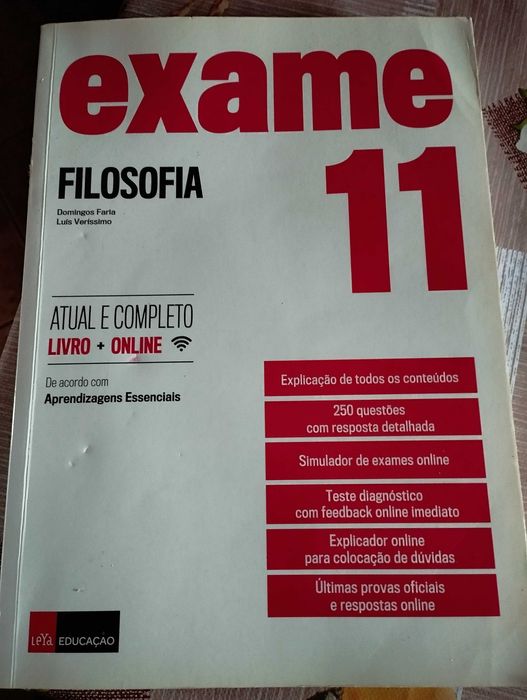 exame
11
FILOSOFIA
Domingos Faria
Luís Veríssimo
ATUAL E COMPLETO
LIVRO + ONLINE
De acordo com
Aprendizagens Essenciais
Explicação de todos os conteúdos
250 questões
com resposta detalhada
Simulador de exames online
Teste diagnóstico
com feedback online imediato
Explicador online
para colocação de dúvidas
Últimas provas oficiais
e respostas online
LeYa EDUCAÇÃO